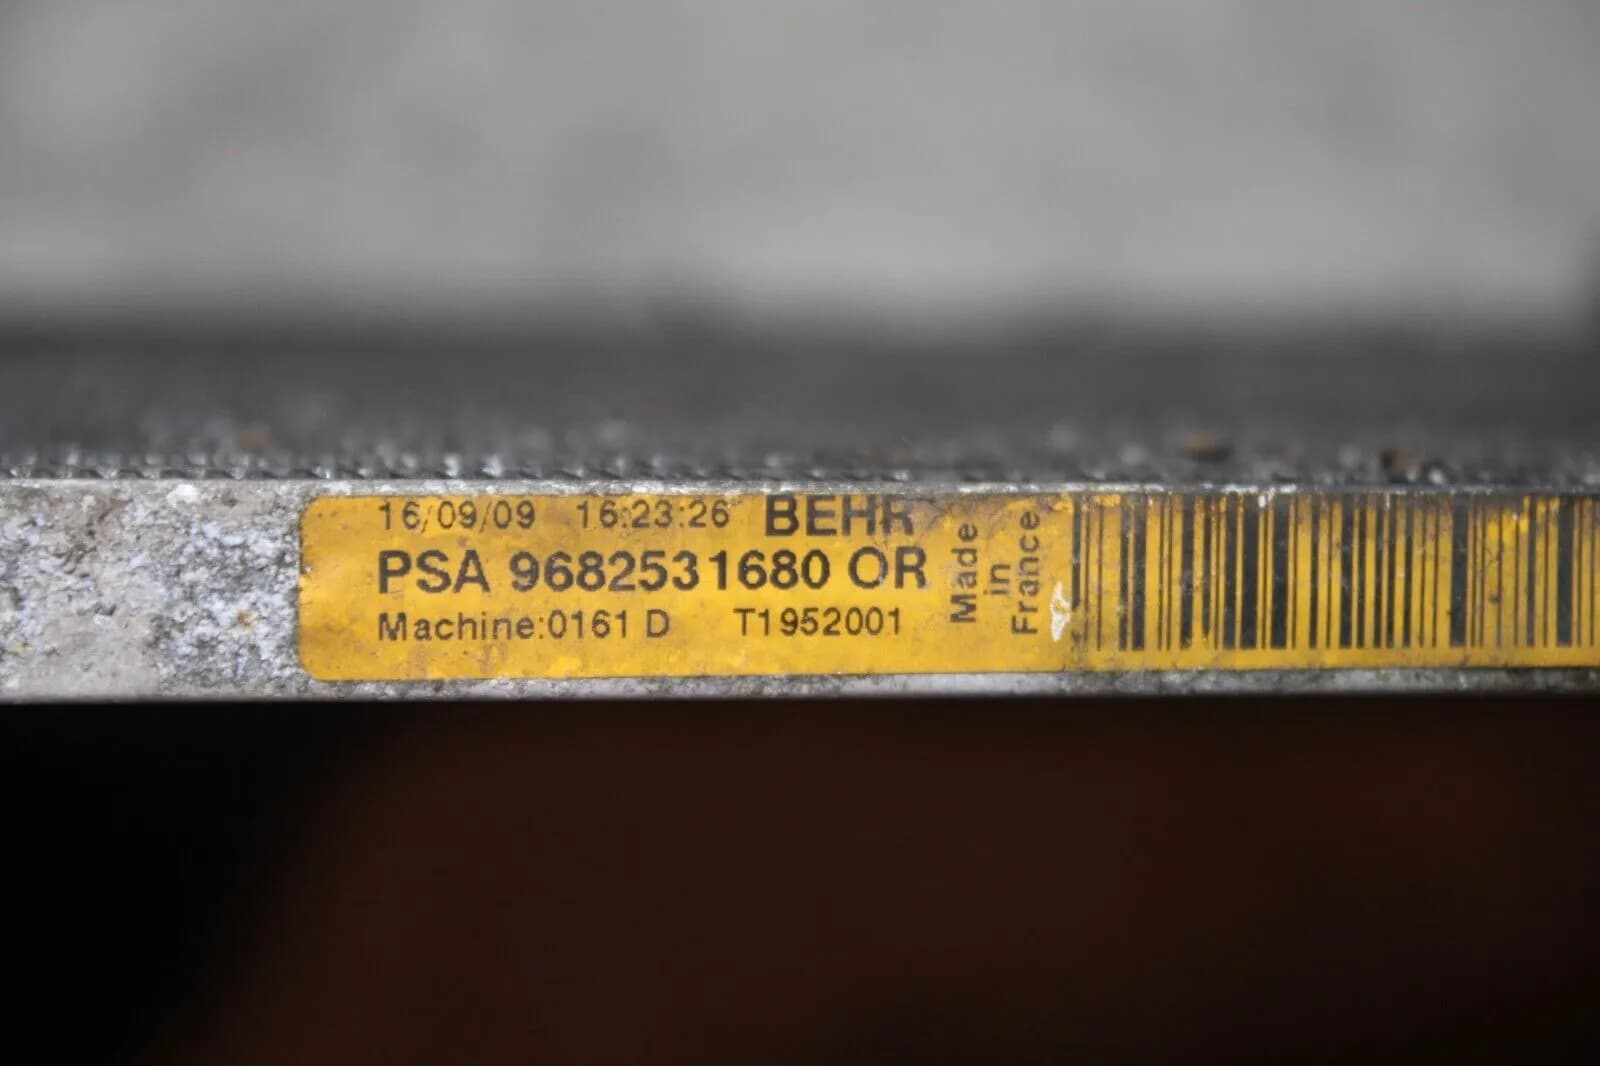 16/09/09 16:23:26 BEHR
PSA 9682531680 OR
Machine:0161 D T1952001
Made
in
France